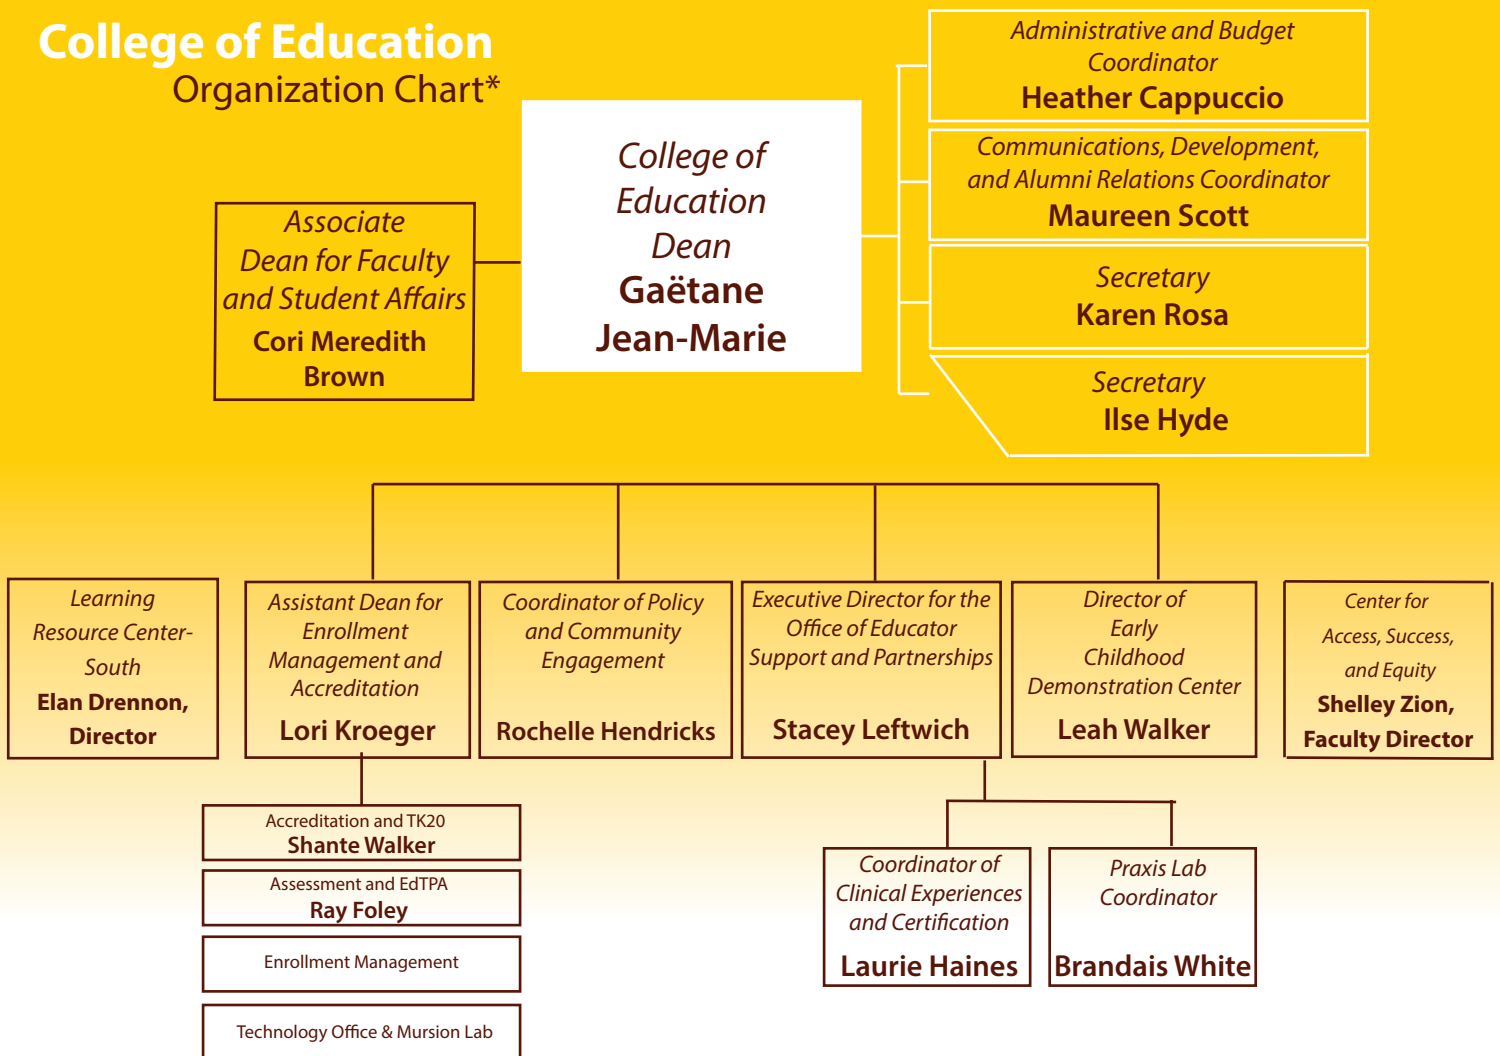 College of Education
Organization Chart*
Administrative and Budget
Coordinator
Heather Cappuccio
Communications, Development,
and Alumni Relations Coordinator
Maureen Scott
Secretary
Karen Rosa
Secretary
Ilse Hyde
College of
Education
Dean
Gaëtane
Jean-Marie
Associate
Dean for Faculty
and Student Affairs
Cori Meredith
Brown
Learning
Resource Center-
South
Elan Drennon,
Director
Assistant Dean for
Enrollment
Management and
Accreditation
Lori Kroeger
Coordinator of Policy
and Community
Engagement
Rochelle Hendricks
Executive Director for the
Office of Educator
Support and Partnerships
Stacey Leftwich
Director of
Early
Childhood
Demonstration Center
Leah Walker
Center for
Access, Success,
and Equity
Shelley Zion,
Faculty Director
Accreditation and TK20
Shante Walker
Assessment and EdTPA
Ray Foley
Enrollment Management
Technology Office & Mursion Lab
Coordinator of
Clinical Experiences
and Certification
Laurie Haines
Praxis Lab
Coordinator
Brandais White